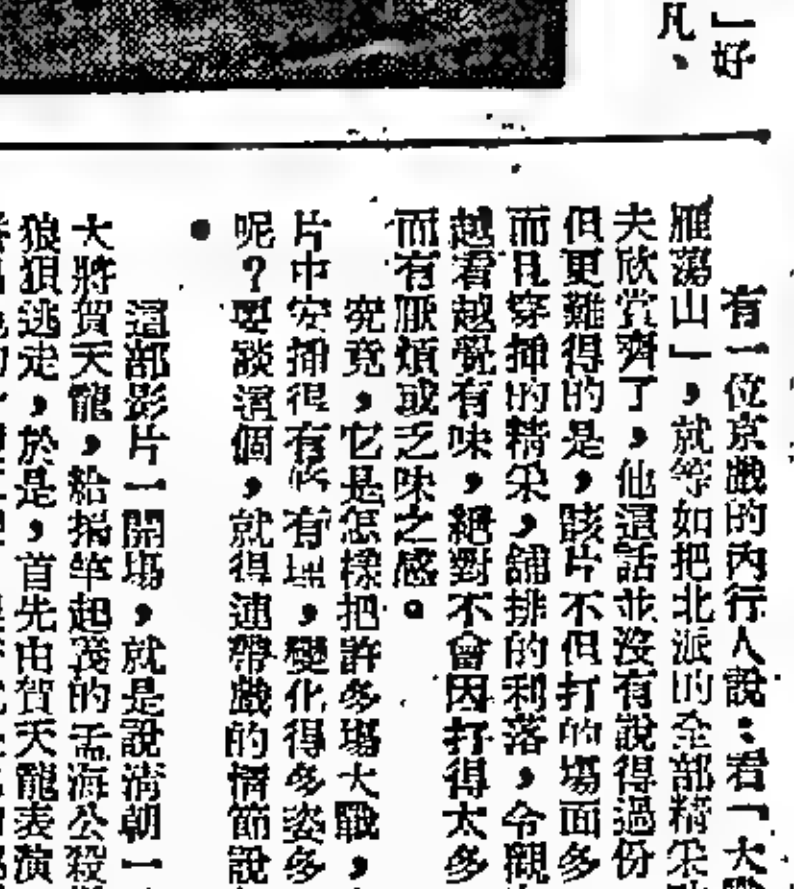 」好
凡、
有一位京戲的內行人說：看「大戰
雁蕩山」，就等如把北派的全部精采
夫欣賞齊了，他這話並沒有說得過份
但更難得的是，該片不但打的場面多
而且穿插的精采，舖排的利落，令觀
越看越覺有味，絕對不會因打得太多
而有厭煩或乏味之感。
究竟，它是怎樣把許多場大戰，
片中安插得有條有理，變化得多姿多
呢？要談這個，就得連帶戲的情節說
這部影片一開場，就是說清朝一
大將賀天龍，給揭竿起義的孟海公殺
狼狽逃走，於是，首先由賀天龍表演